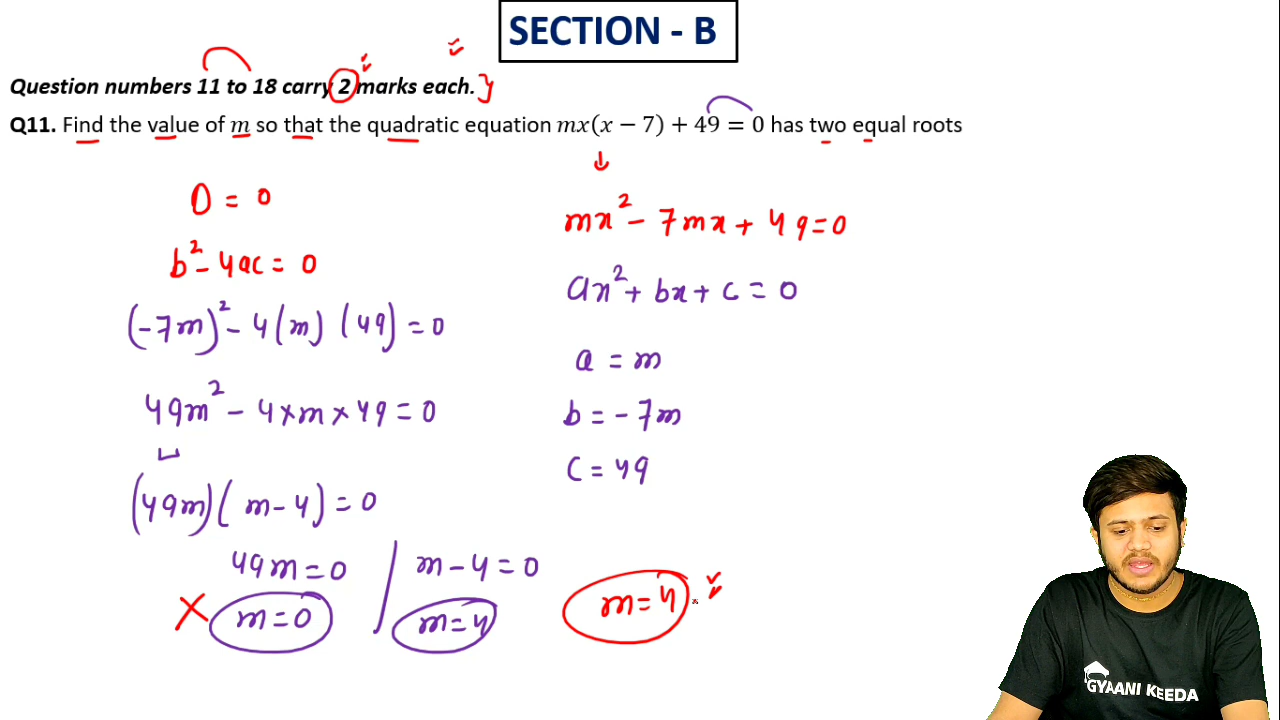 SECTION - B
Question numbers 11 to 18 carry 2 marks each. }
Q11. Find the value of m so that the quadratic equation mx(x − 7) + 49 = 0 has two equal roots
D = 0
b² - 4ac = 0
(-7m)² - 4(m) (49) = 0
49m² - 4×m×49 = 0
(49m)(m-4) = 0
49m = 0 | m-4 = 0
× m=0 | m=4
mx² - 7mx + 49=0
ax² + bx + c = 0
a = m
b = -7m
c = 49
m=4
GYAANI KEEDA